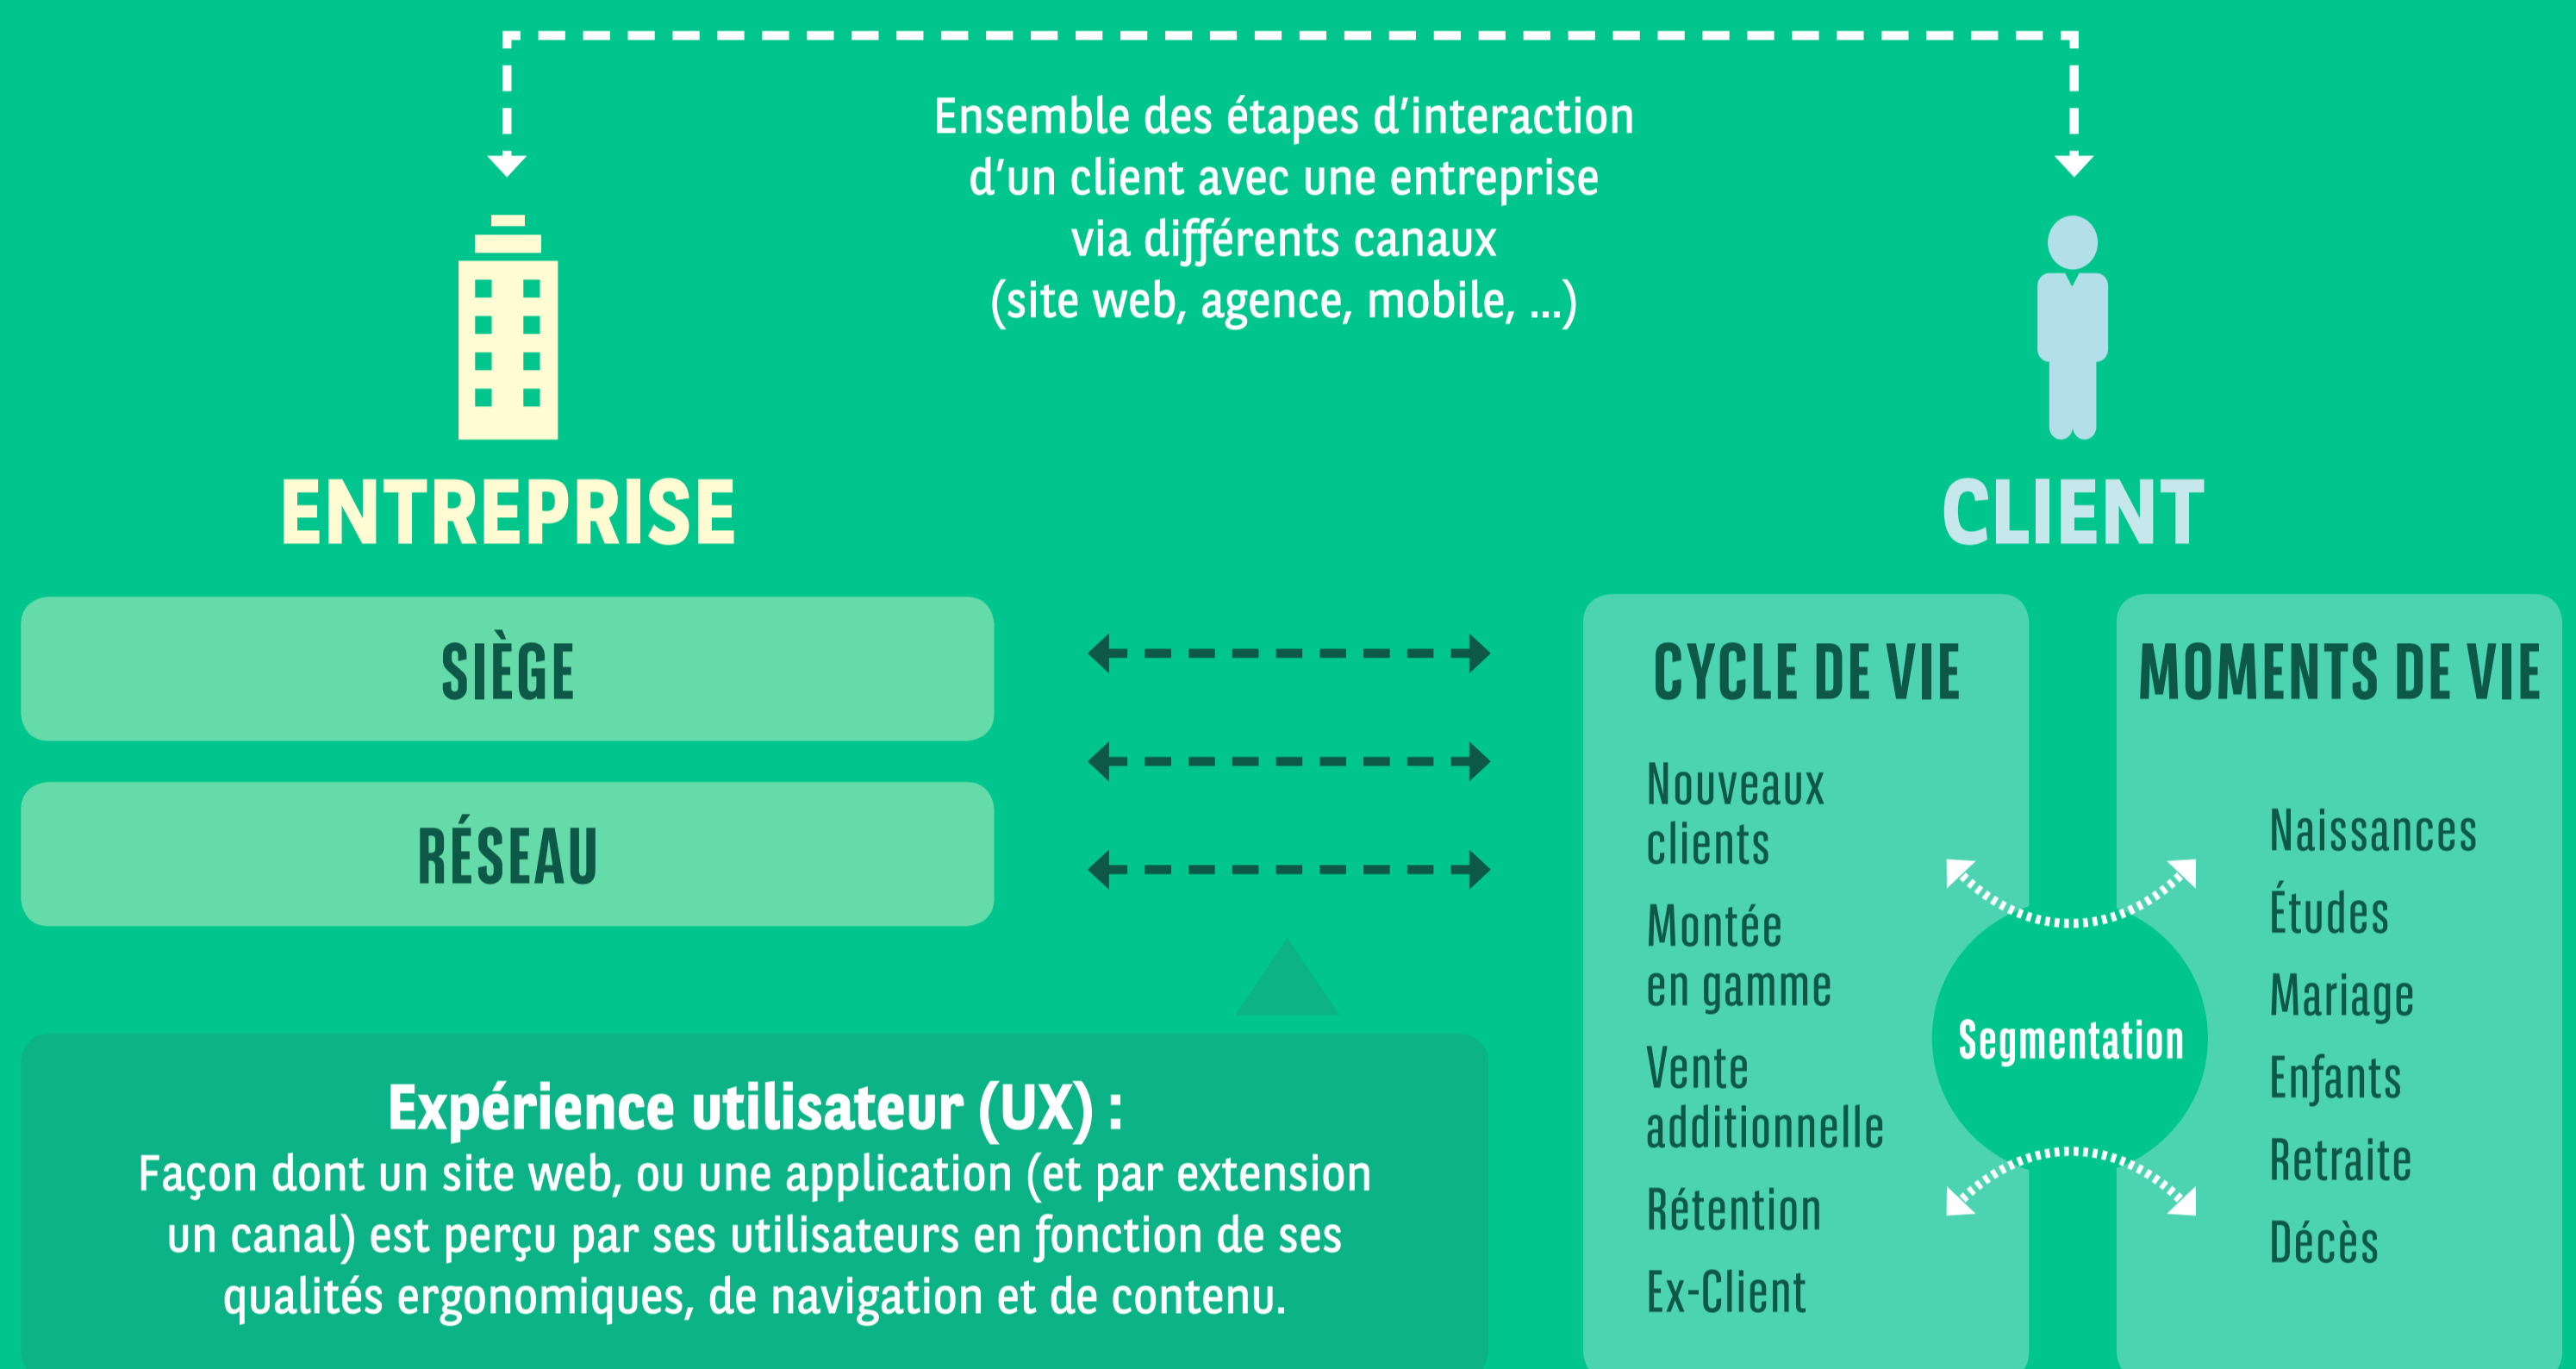 Ensemble des étapes d’interaction
d’un client avec une entreprise
via différents canaux
(site web, agence, mobile, ...)
ENTREPRISE
CLIENT
SIÈGE
RÉSEAU
Expérience utilisateur (UX) :
Façon dont un site web, ou une application (et par extension
un canal) est perçu par ses utilisateurs en fonction de ses
qualités ergonomiques, de navigation et de contenu.
CYCLE DE VIE
Nouveaux
clients
Montée
en gamme
Vente
additionnelle
Rétention
Ex-Client
Segmentation
MOMENTS DE VIE
Naissances
Études
Mariage
Enfants
Retraite
Décès